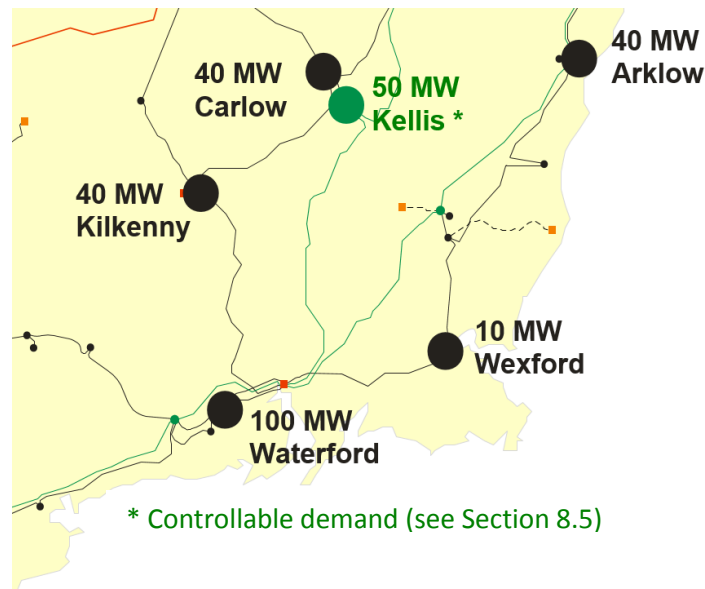 40 MW
Arklow
40 MW
Carlow
50 MW
Kellis *
40 MW
Kilkenny
10 MW
Wexford
100 MW
Waterford
* Controllable demand (see Section 8.5)